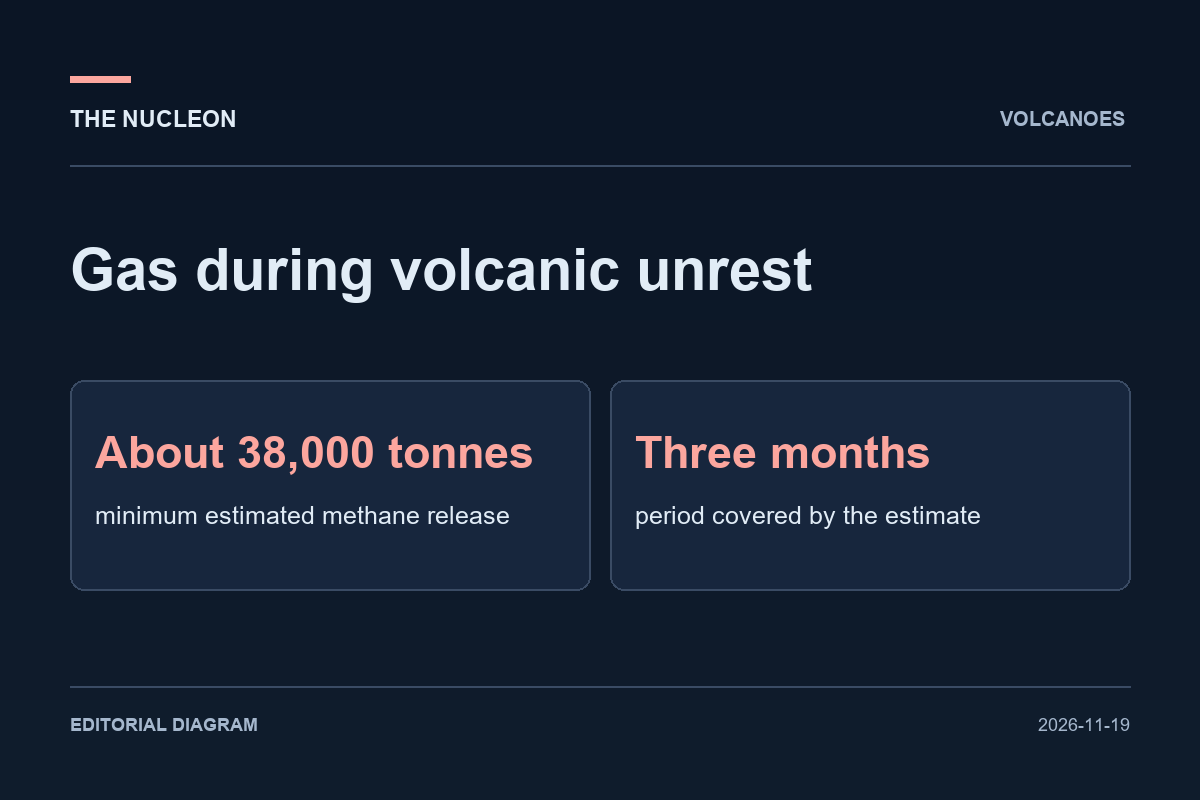 THE NUCLEON
VOLCANOES
Gas during volcanic unrest
About 38,000 tonnes
minimum estimated methane release
Three months
period covered by the estimate
EDITORIAL DIAGRAM
2026-11-19